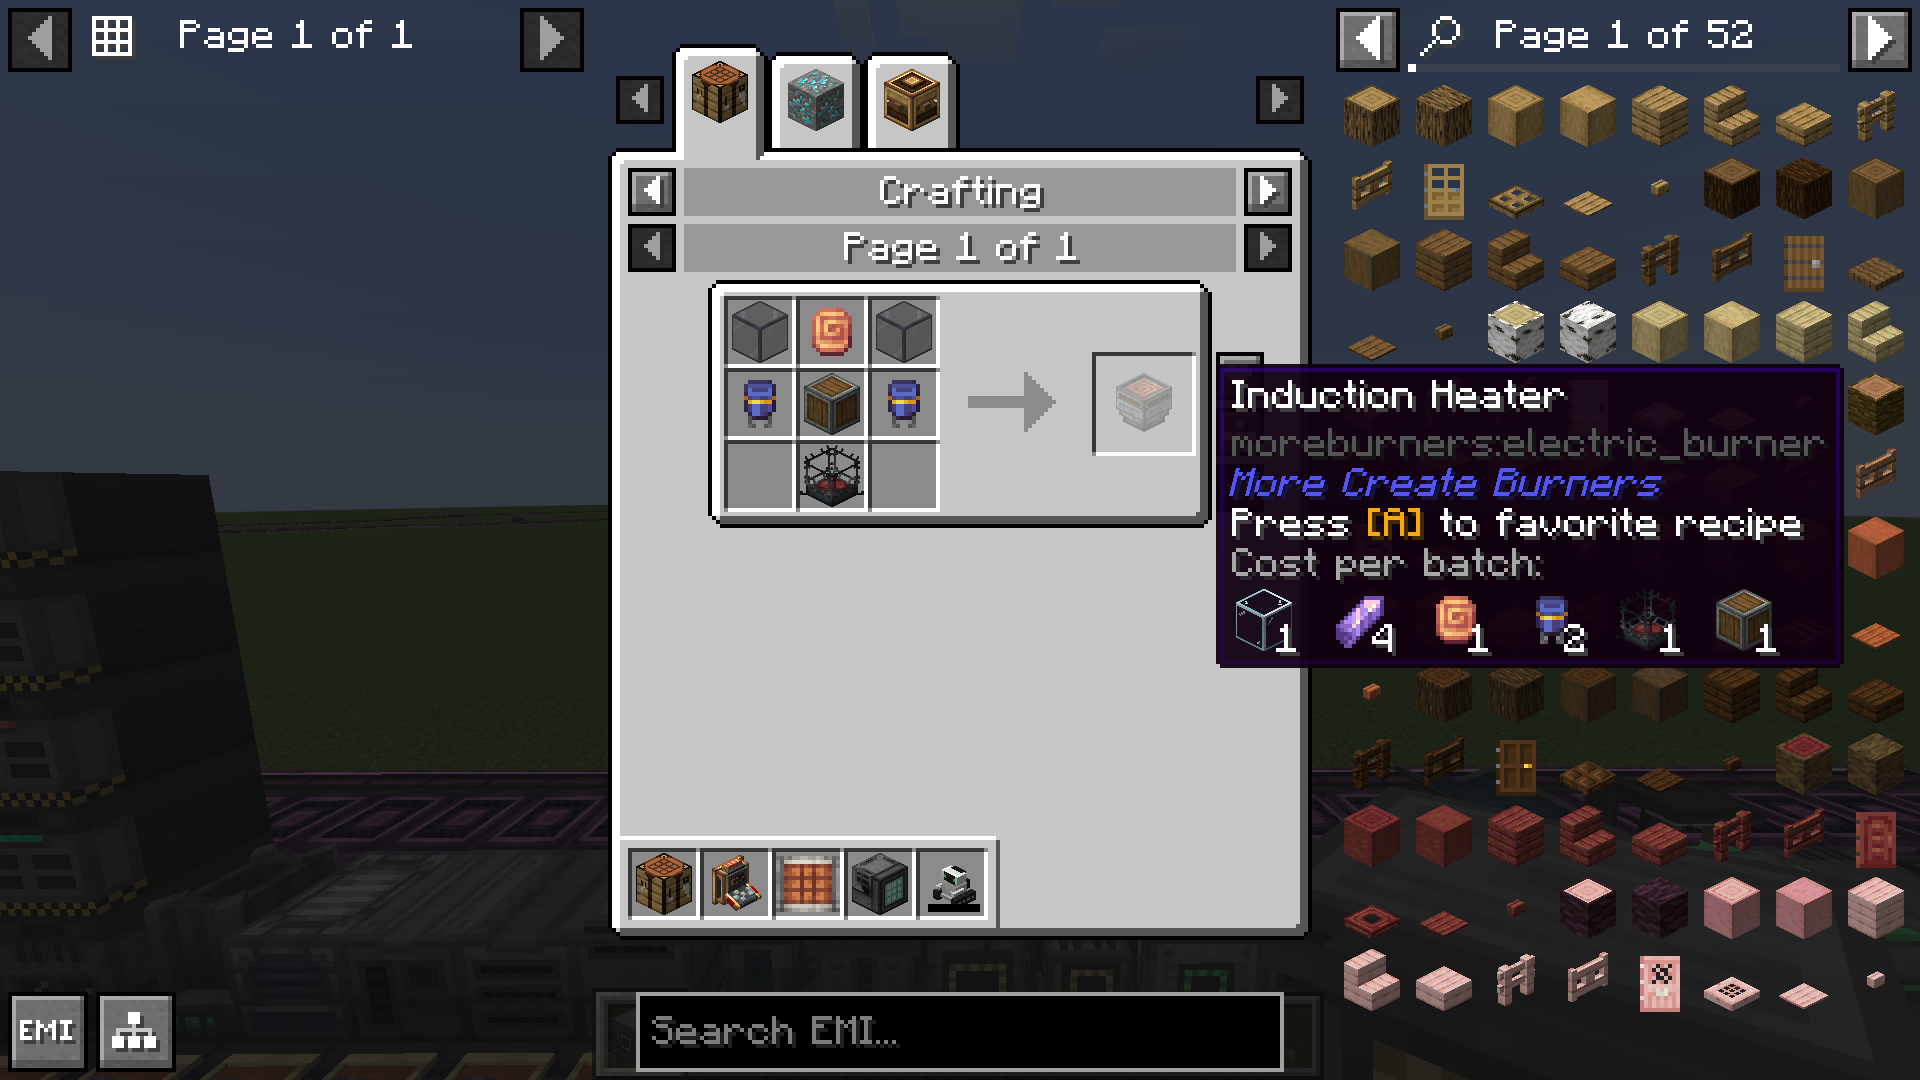 Page 1 of 1
Page 1 of 52
Crafting
Page 1 of 1
Induction Heater
moreburners:electric_burner
More Create Burners
Press [A] to favorite recipe
Cost per batch:
1 4 1 2 1 1
EMI
Search EMI...